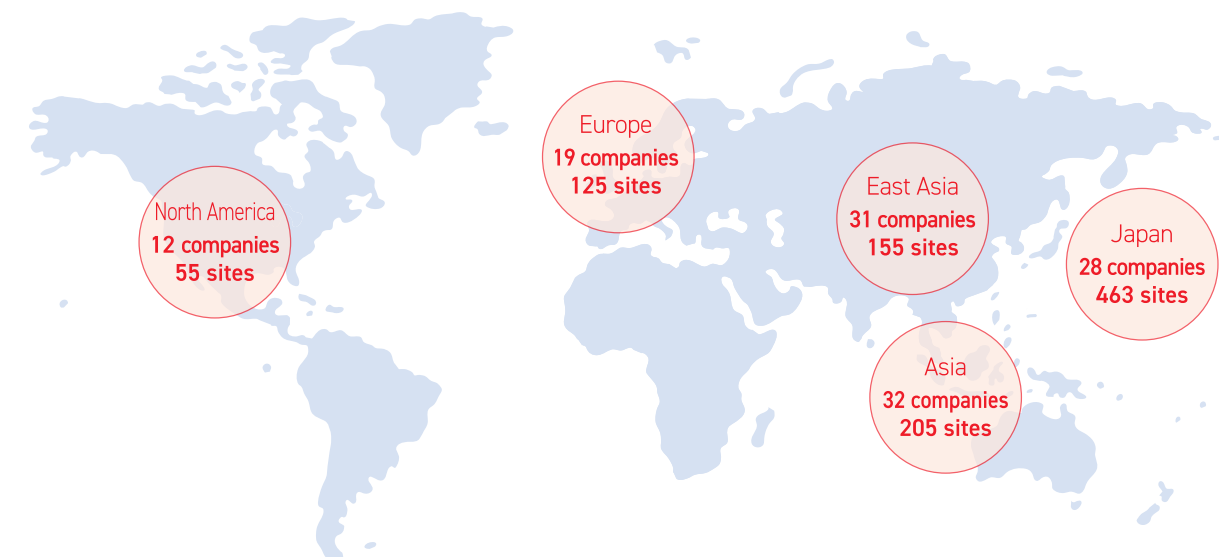 North America
12 companies
55 sites
Europe
19 companies
125 sites
East Asia
31 companies
155 sites
Japan
28 companies
463 sites
Asia
32 companies
205 sites